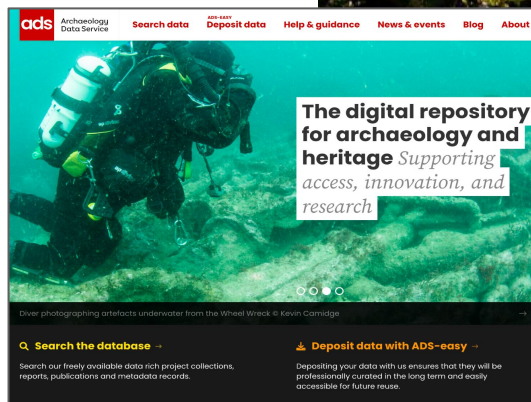 ads
Archaeology
Data Service
Search data
ADS-EASY
Deposit data
Help & guidance
News & events
Blog
About
The digital repository
for archaeology and
heritage Supporting
access, innovation, and
research
Diver photographing artefacts underwater from the Wheel Wreck © Kevin Camidge →
Search the database →
Search our freely available data rich project collections,
reports, publications and metadata records.
Deposit data with ADS-easy →
Depositing your data with us ensures that they will be
professionally curated in the long term and easily
accessible for future reuse.